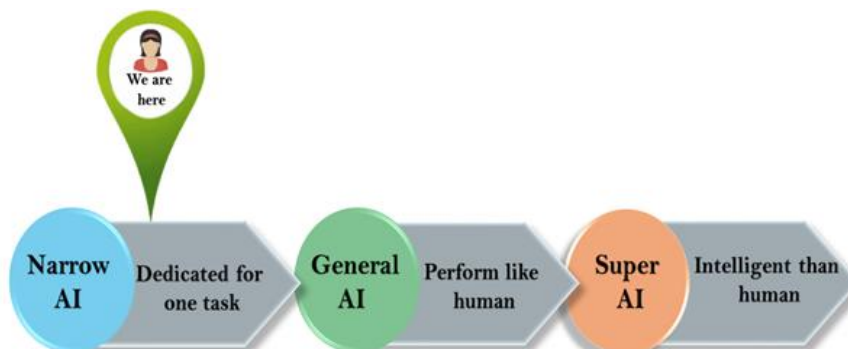 We are
here
Narrow
AI
Dedicated for
one task
General
AI
Perform like
human
Super
AI
Intelligent than
human